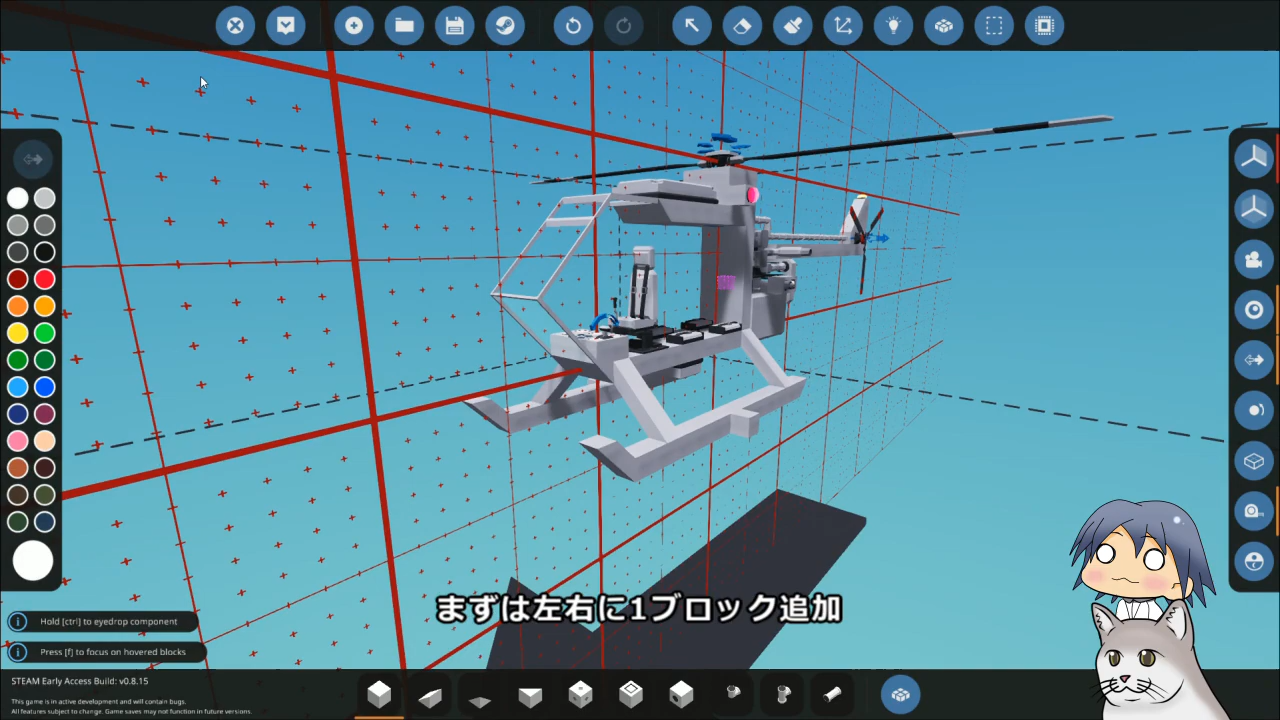 まずは左右に1ブロック追加
Hold [ctrl] to eyedrop component
Press [f] to focus on hovered blocks
STEAM Early Access Build: v0.8.15
This game is in active development and will contain bugs.
All features subject to change. Game saves may not function in future versions.